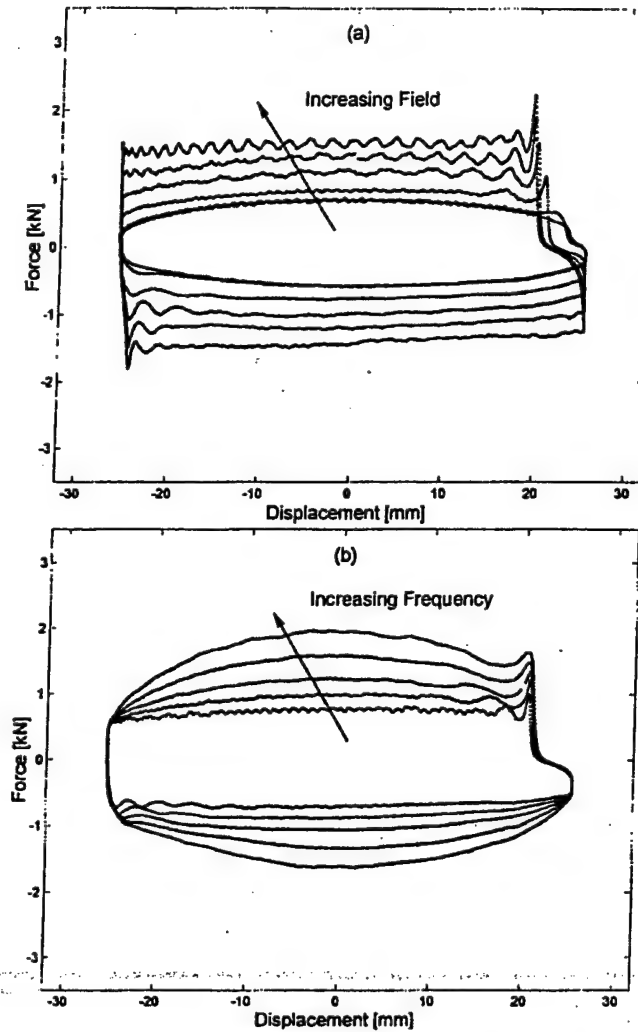 (a)
Increasing Field
3
2
1
0
-1
-2
-3
Force [kN]
-30 -20 -10 0 10 20 30
Displacement [mm]
(b)
Increasing Frequency
3
2
1
0
-1
-2
-3
Force [kN]
-30 -20 -10 0 10 20 30
Displacement [mm]